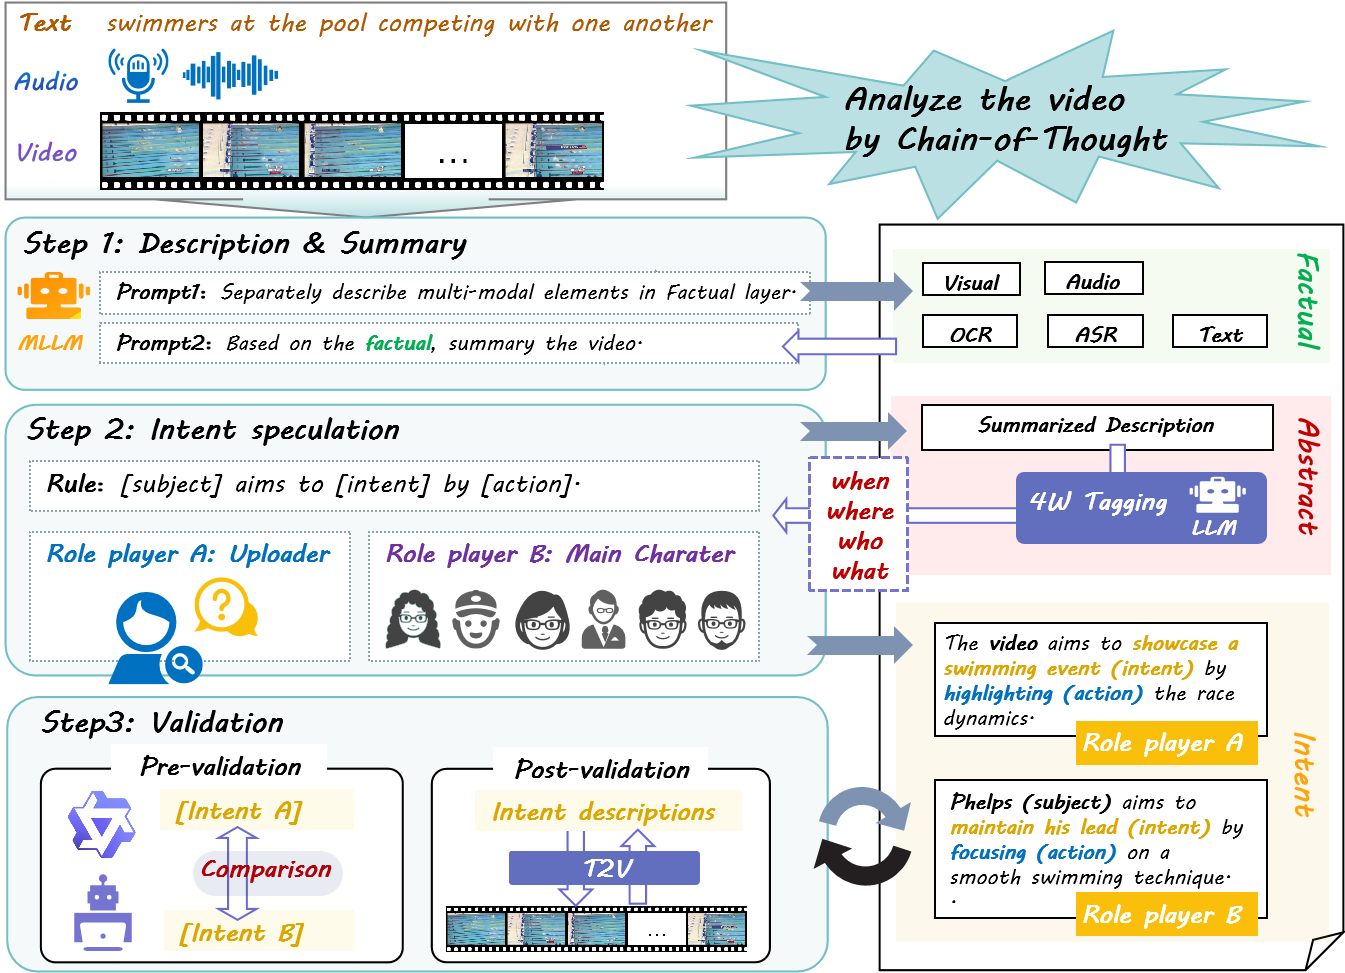 Text swimmers at the pool competing with one another
Audio
Video
...
Analyze the video
by Chain-of-Thought
Step 1: Description & Summary
MLLM
Prompt1: Separately describe multi-modal elements in Factual layer.
Prompt2: Based on the factual, summary the video.
Visual
Audio
OCR
ASR
Text
Factual
Step 2: Intent speculation
Rule: [subject] aims to [intent] by [action].
Role player A: Uploader
?
Role player B: Main Charater
Summarized Description
4W Tagging
LLM
Abstract
when
where
who
what
The video aims to showcase a
swimming event (intent) by
highlighting (action) the race
dynamics.
Role player A
Phelps (subject) aims to
maintain his lead (intent) by
focusing (action) on a
smooth swimming technique.
.
Role player B
Intent
Step3: Validation
Pre-validation
[Intent A]
Comparison
[Intent B]
Post-validation
Intent descriptions
T2V
...